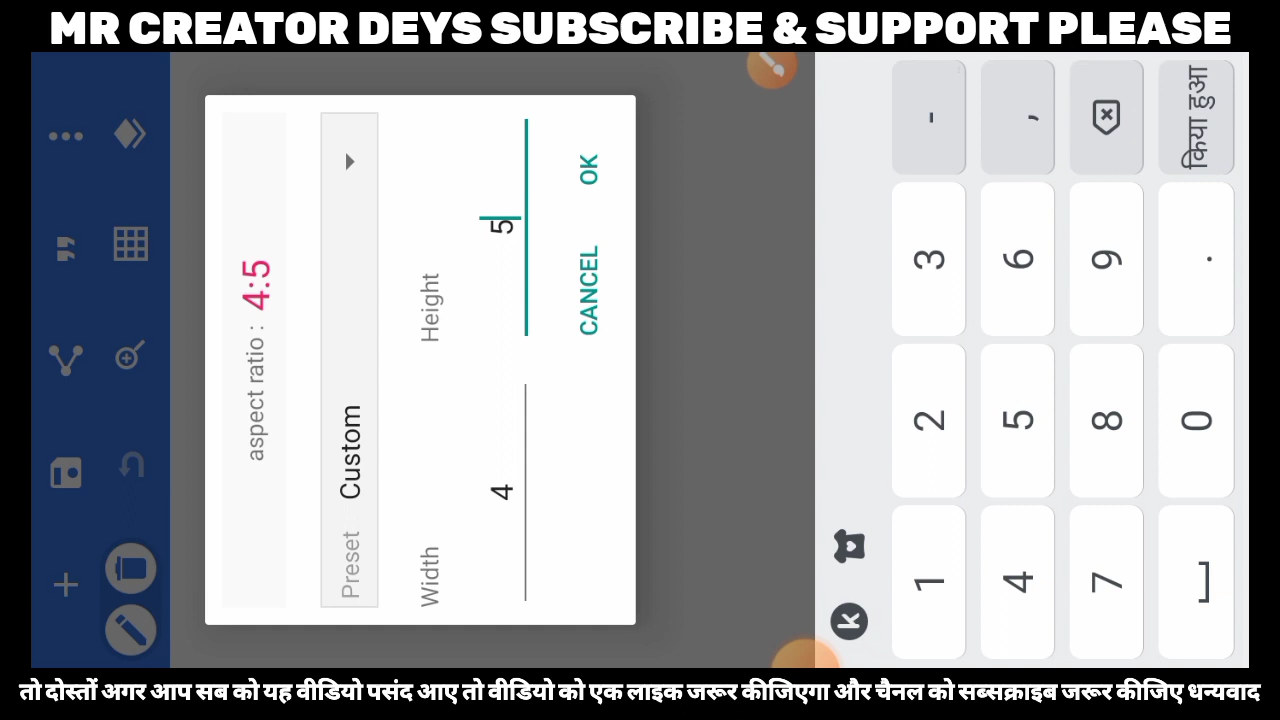 MR CREATOR DEYS SUBSCRIBE & SUPPORT PLEASE
aspect ratio : 4:5
Preset Custom
Width Height
4 5
CANCEL OK
1 2 3 -
4 5 6 ,
7 8 9
0 . किया हुआ
तो दोस्तों अगर आप सब को यह वीडियो पसंद आए तो वीडियो को एक लाइक जरूर कीजिएगा और चैनल को सब्सक्राइब जरूर कीजिए धन्यवाद